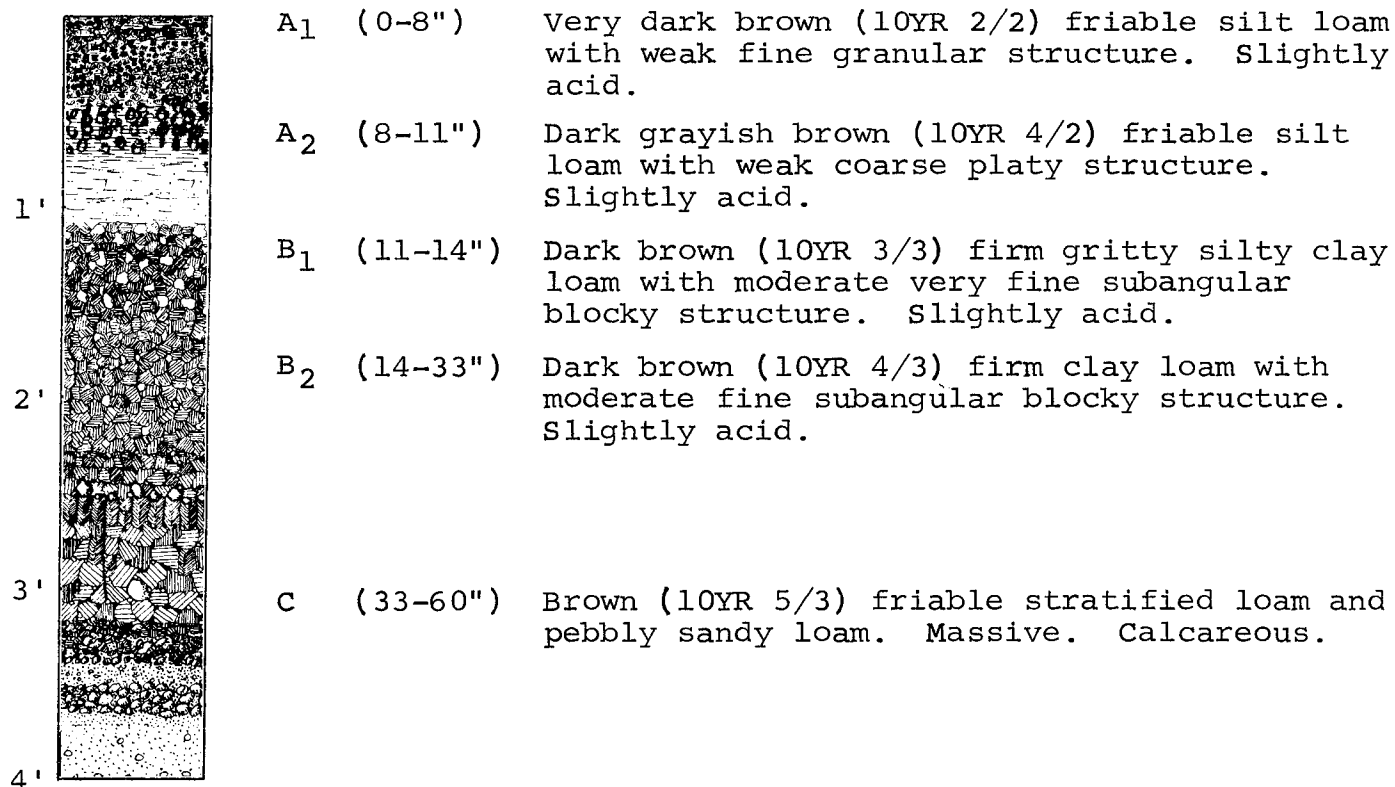 A1 (0-8") Very dark brown (10YR 2/2) friable silt loam
with weak fine granular structure. Slightly
acid.
A2 (8-11") Dark grayish brown (10YR 4/2) friable silt
loam with weak coarse platy structure.
Slightly acid.
1'
B1 (11-14") Dark brown (10YR 3/3) firm gritty silty clay
loam with moderate very fine subangular
blocky structure. Slightly acid.
B2 (14-33") Dark brown (10YR 4/3) firm clay loam with
2' moderate fine subangular blocky structure.
Slightly acid.
3' C (33-60") Brown (10YR 5/3) friable stratified loam and
pebbly sandy loam. Massive. Calcareous.
4'